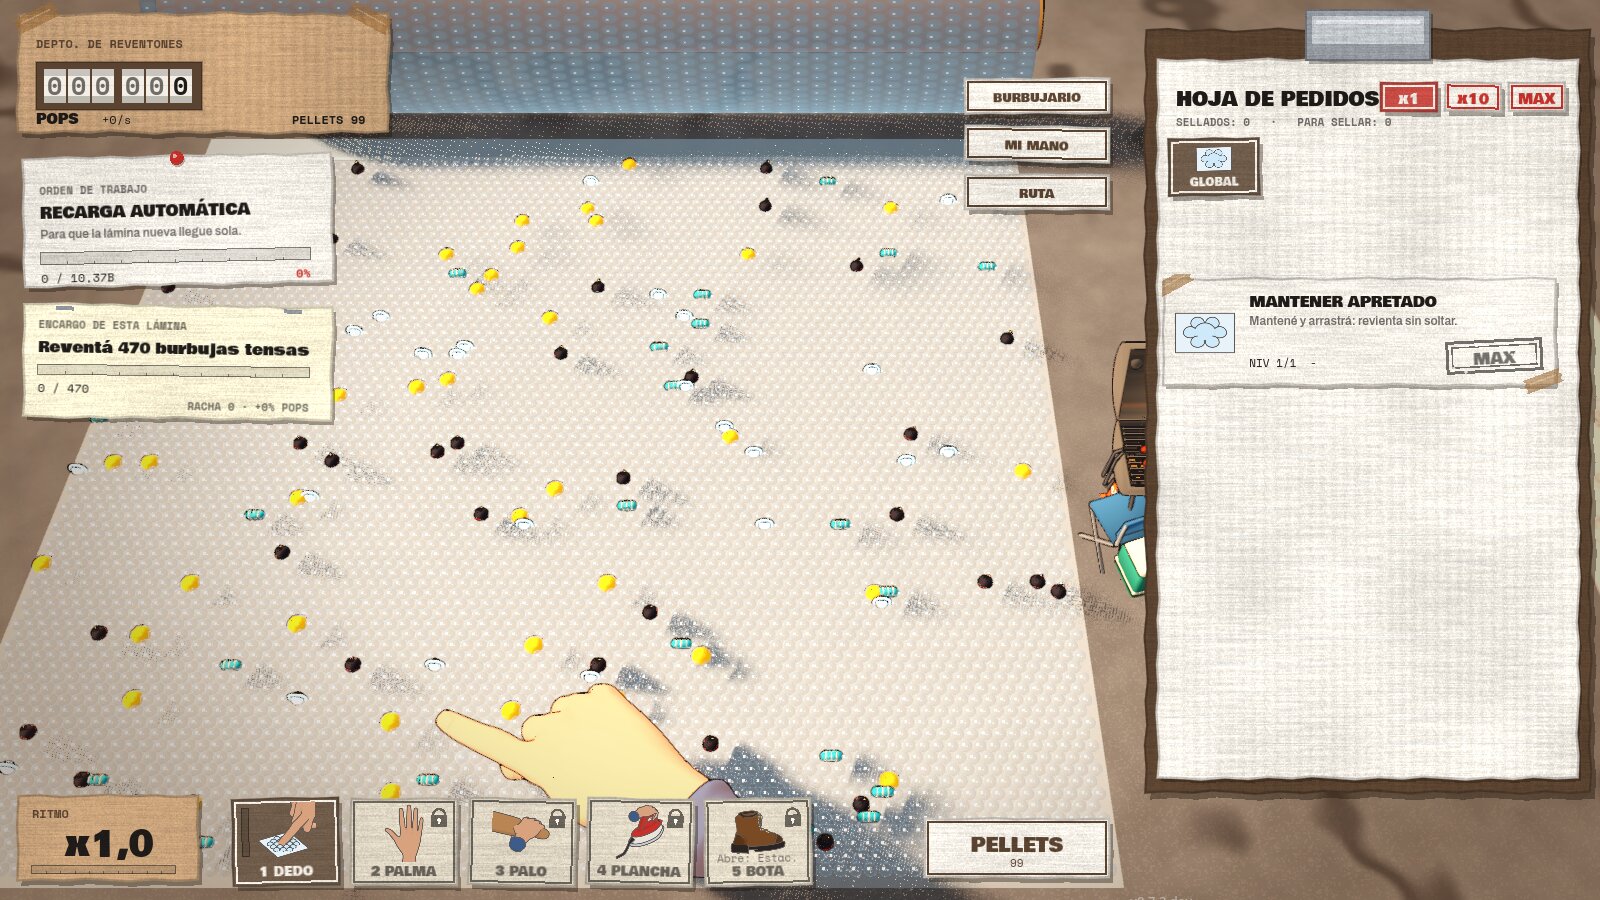 DEPTO. DE REVENTONES
000 000
POPS +0/s PELLETS 99
ORDEN DE TRABAJO
RECARGA AUTOMÁTICA
Para que la lámina nueva llegue sola.
0 / 10.37B 0%
ENCARGO DE ESTA LÁMINA
Reventá 470 burbujas tensas
0 / 470
RACHA 0 · +0% POPS
BURBUJARIO
MI MANO
RUTA
HOJA DE PEDIDOS x1 x10 MAX
SELLADOS: 0 · PARA SELLAR: 0
GLOBAL
MANTENER APRETADO
Mantené y arrastrá: revienta sin soltar.
NIV 1/1 - MAX
RITMO
x1,0
1 DEDO
2 PALMA
3 PALO
4 PLANCHA
Abre: Estac.
5 BOTA
PELLETS
99